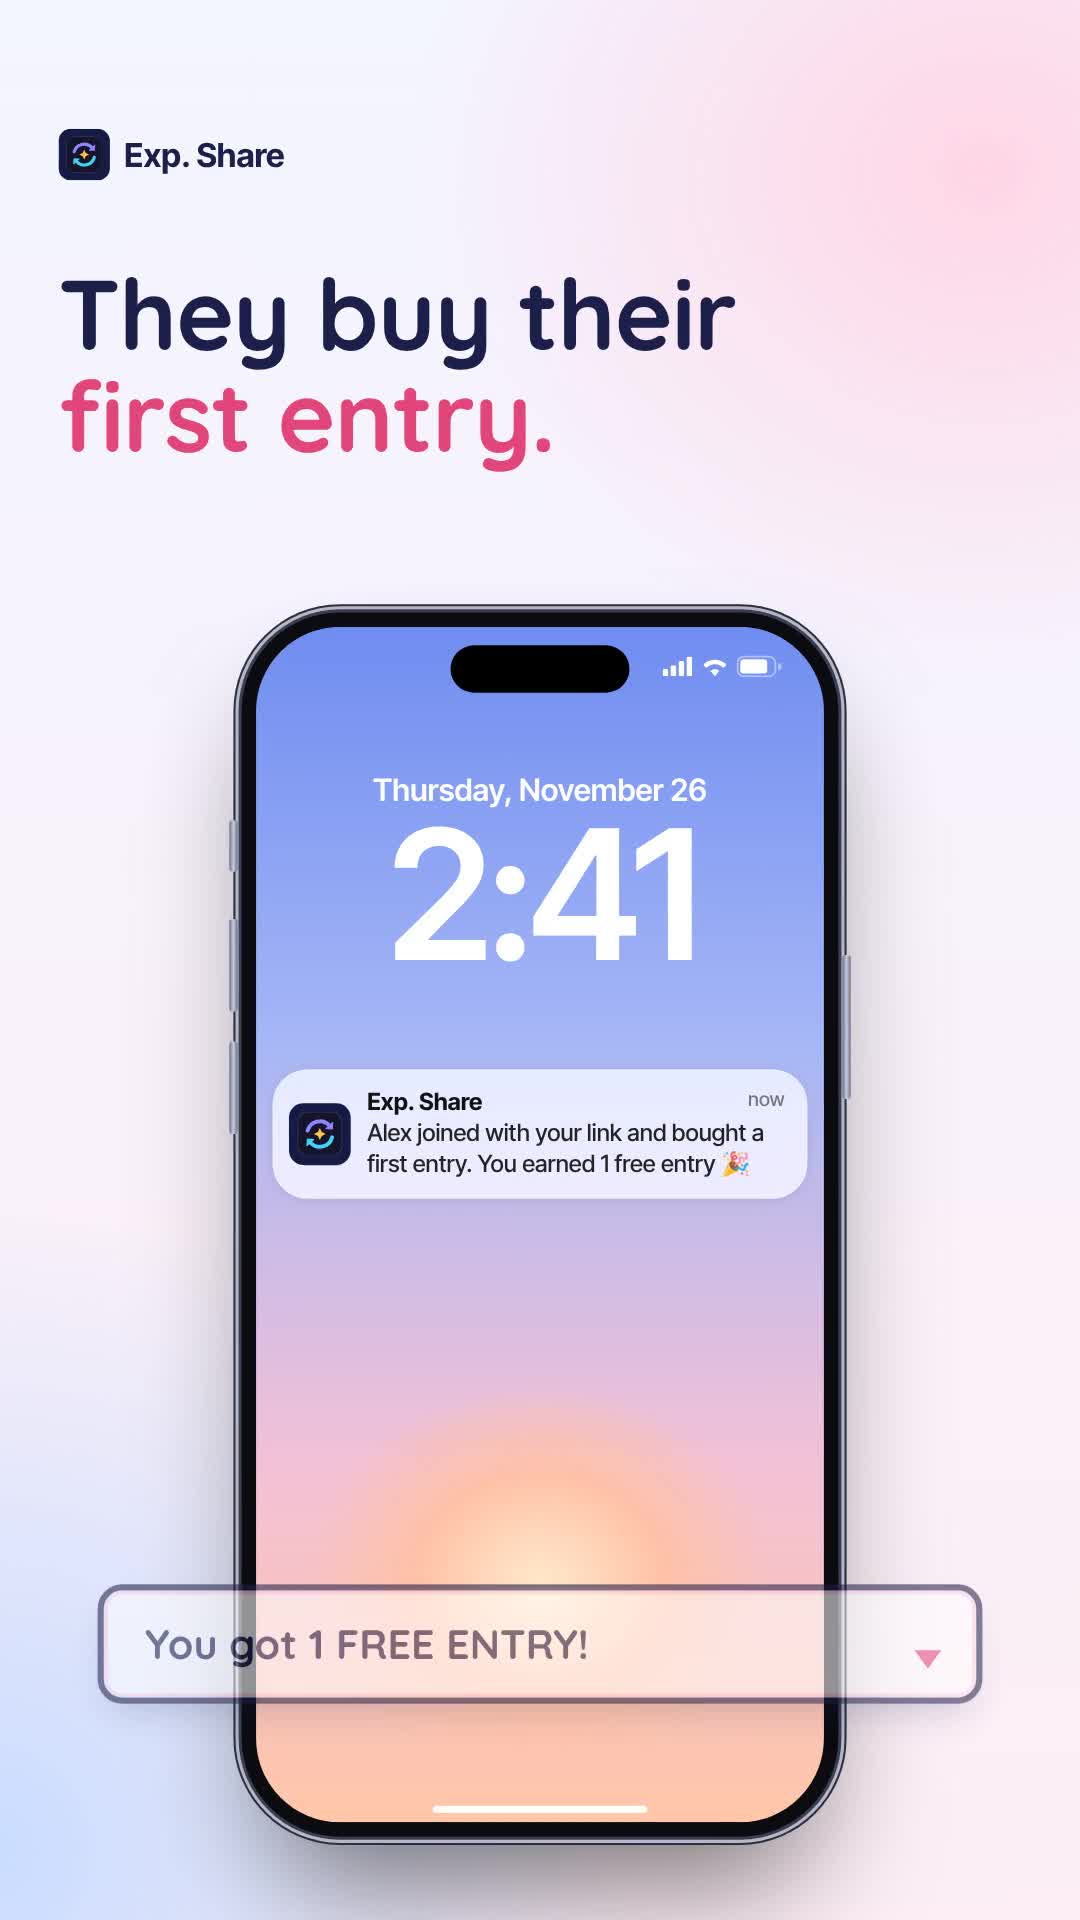 Exp. Share
They buy their
first entry.
Thursday, November 26
2:41
Exp. Share
now
Alex joined with your link and bought a
first entry. You earned 1 free entry 🎉
You got 1 FREE ENTRY!